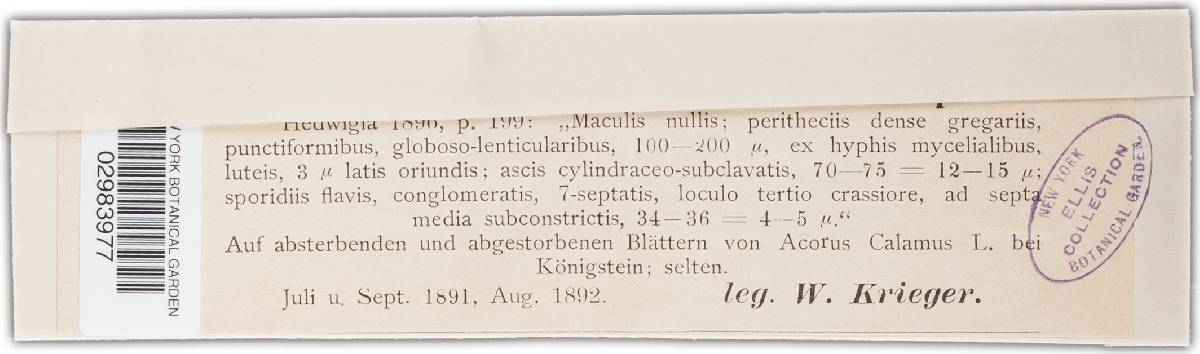 Hedwigia 1896, p. 199: „Maculis nullis; peritheciis dense gregariis,
punctiformibus, globoso-lenticularibus, 100—200 µ, ex hyphis mycelialibus,
luteis, 3 µ latis oriundis; ascis cylindraceo-subclavatis, 70—75 = 12—15 µ;
sporidiis flavis, conglomeratis, 7-septatis, loculo tertio crassiore, ad septa
media subconstrictis, 34—36 = 4—5 µ.“
Auf absterbenden und abgestorbenen Blättern von Acorus Calamus L. bei
Königstein; selten.
Juli u. Sept. 1891, Aug. 1892. leg. W. Krieger.
YORK BOTANICAL GARDEN
02983977
NEW YORK
ELLIS
COLLECTION
BOTANICAL GARDEN